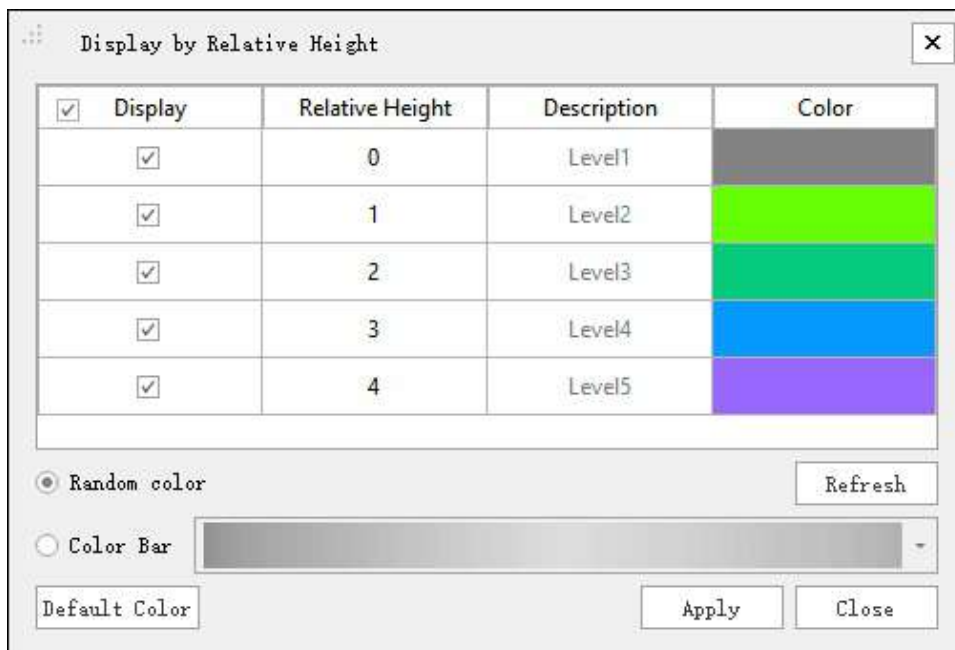 Display by Relative Height
Display Relative Height Description Color
0 Level1
1 Level2
2 Level3
3 Level4
4 Level5
Random color Refresh
Color Bar
Default Color Apply Close